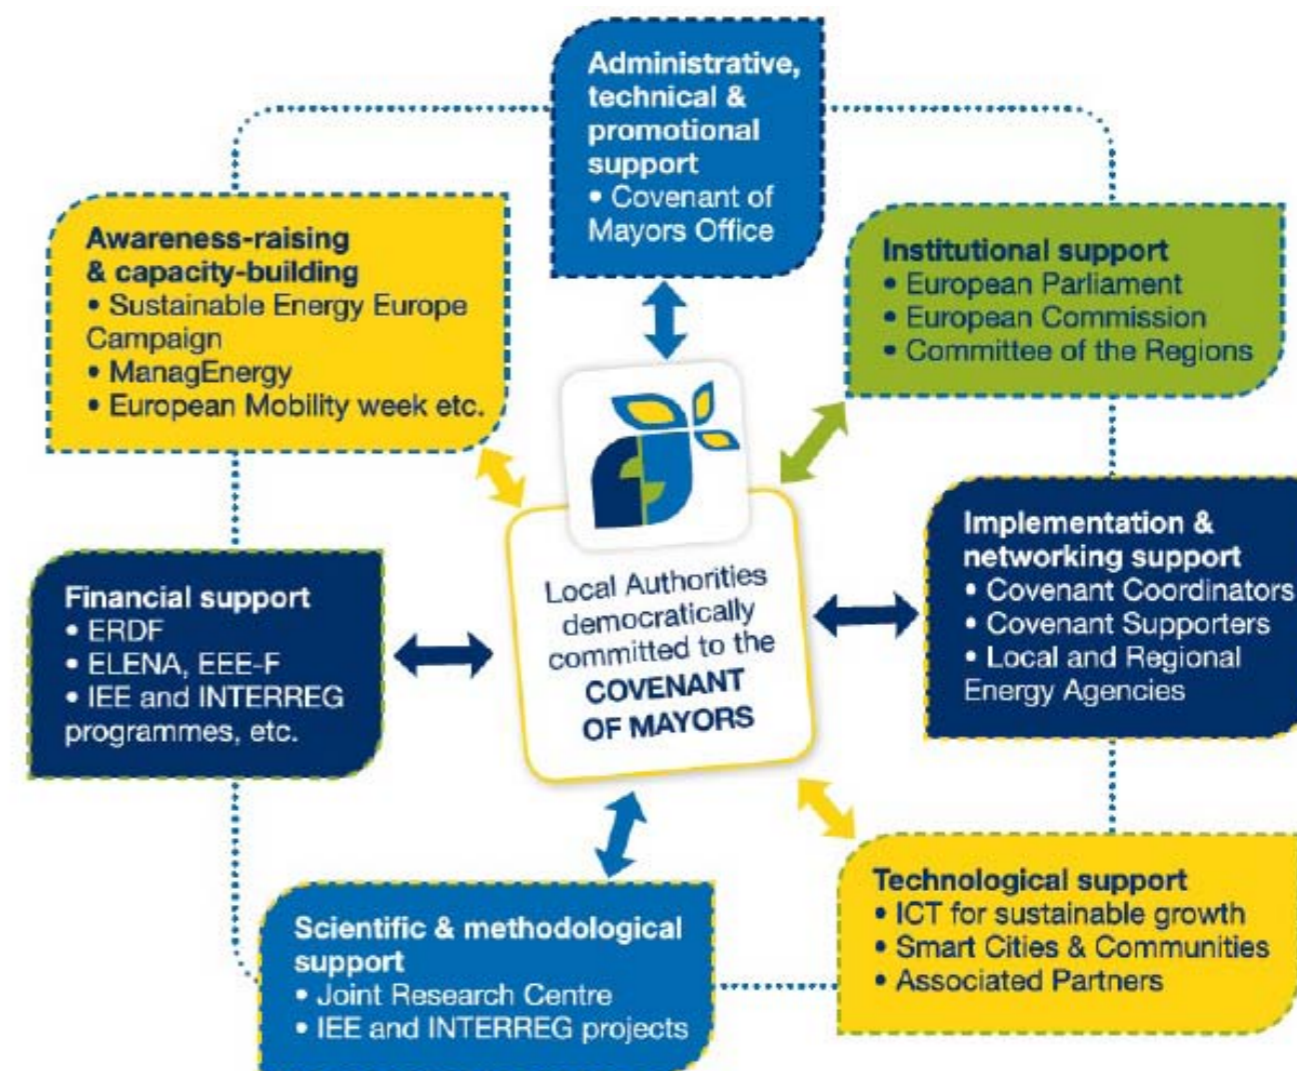 Administrative,
technical &
promotional
support
• Covenant of
Mayors Office
Awareness-raising
& capacity-building
• Sustainable Energy Europe
Campaign
• ManagEnergy
• European Mobility week etc.
Institutional support
• European Parliament
• European Commission
• Committee of the Regions
Financial support
• ERDF
• ELENA, EEE-F
• IEE and INTERREG
programmes, etc.
Local Authorities
democratically
committed to the
COVENANT
OF MAYORS
Implementation &
networking support
• Covenant Coordinators
• Covenant Supporters
• Local and Regional
Energy Agencies
Scientific & methodological
support
• Joint Research Centre
• IEE and INTERREG projects
Technological support
• ICT for sustainable growth
• Smart Cities & Communities
• Associated Partners